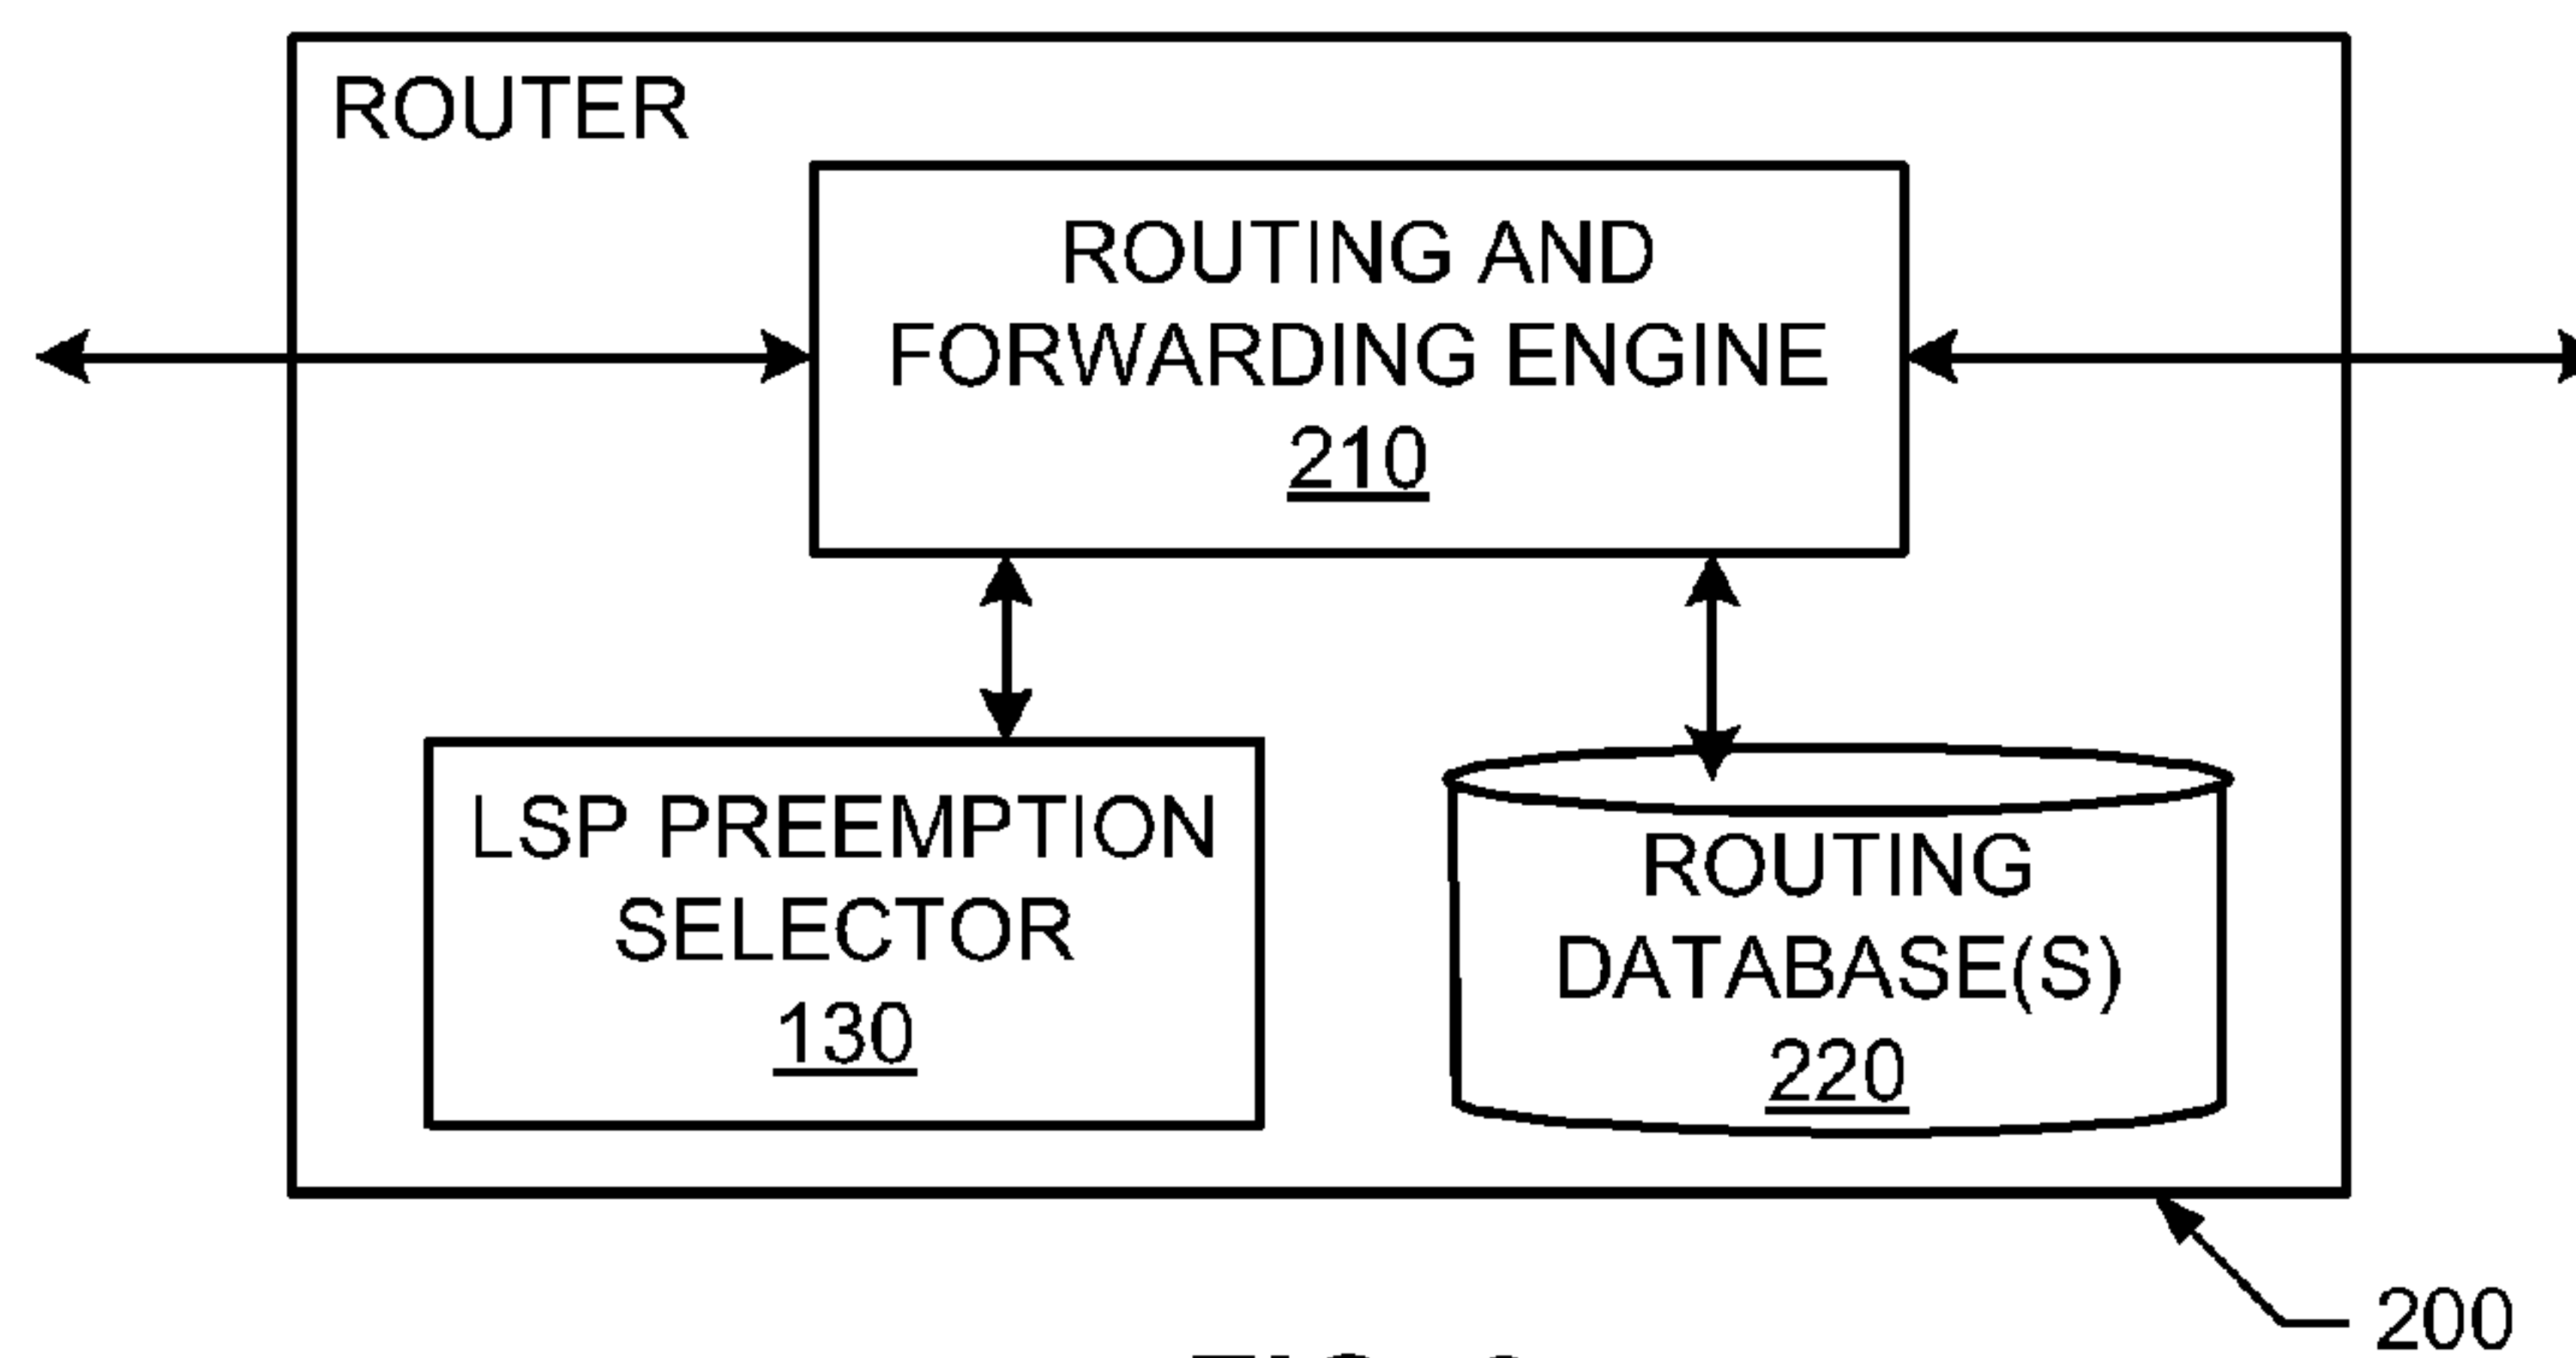 ROUTER
ROUTING AND
FORWARDING ENGINE
210
LSP PREEMPTION
SELECTOR
130
ROUTING
DATABASE(S)
220
200